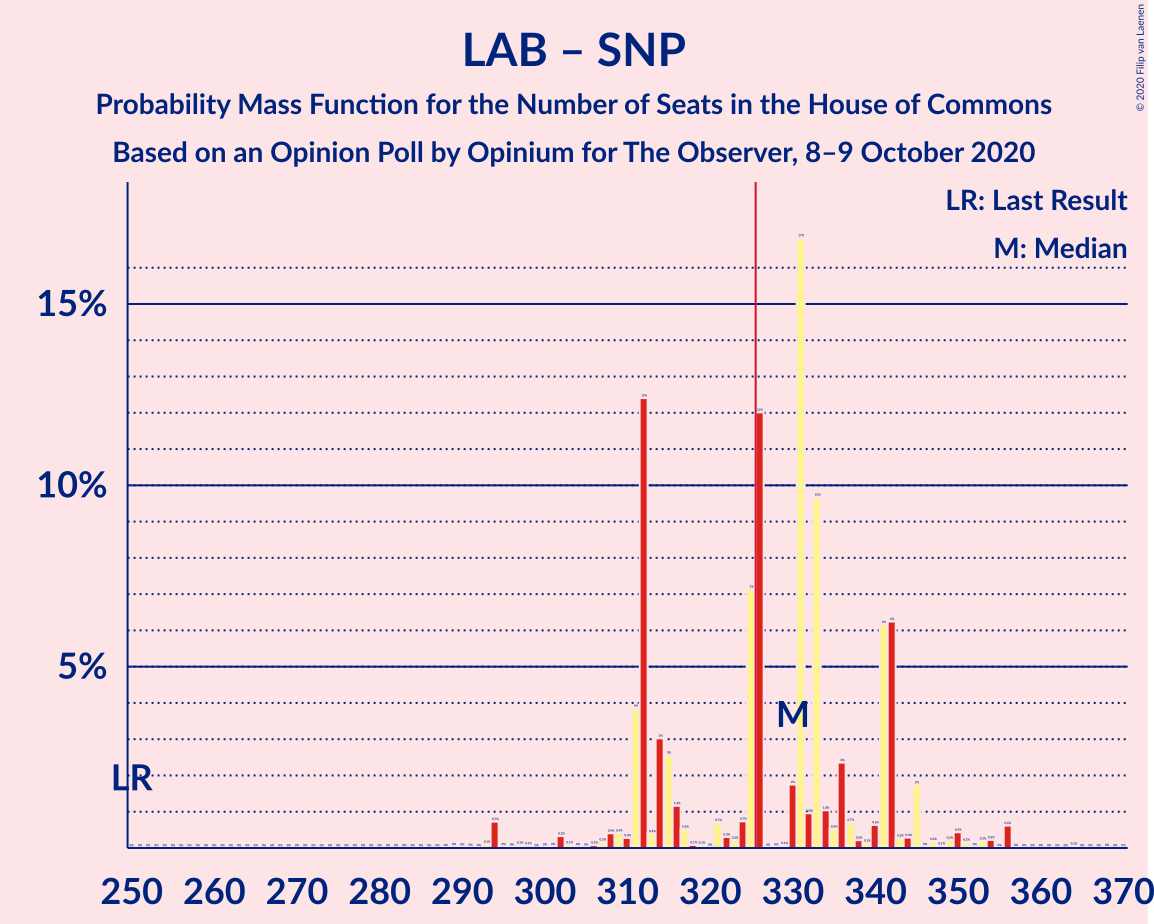 LAB – SNP
Probability Mass Function for the Number of Seats in the House of Commons
Based on an Opinion Poll by Opinium for The Observer, 8–9 October 2020
© 2020 Filip van Laenen
LR: Last Result
M: Median
15%
10%
5%
M
LR
250 260 270 280 290 300 310 320 330 340 350 360 370